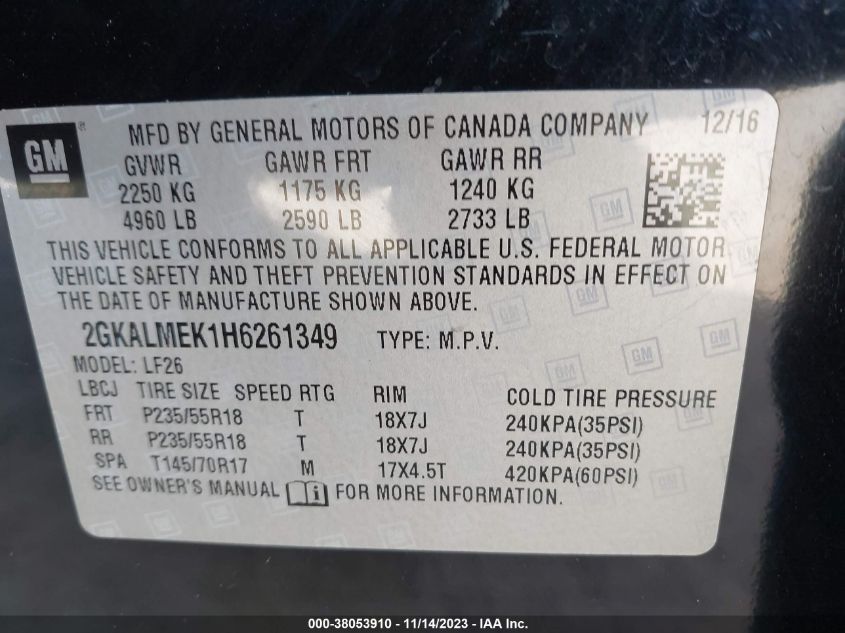 GM ® MFD BY GENERAL MOTORS OF CANADA COMPANY 12/16
GVWR GAWR FRT GAWR RR
2250 KG 1175 KG 1240 KG
4960 LB 2590 LB 2733 LB
THIS VEHICLE CONFORMS TO ALL APPLICABLE U.S. FEDERAL MOTOR
VEHICLE SAFETY AND THEFT PREVENTION STANDARDS IN EFFECT ON
THE DATE OF MANUFACTURE SHOWN ABOVE.
2GKALMEK1H6261349 TYPE: M.P.V.
MODEL: LF26
LBCJ TIRE SIZE SPEED RTG RIM COLD TIRE PRESSURE
FRT P235/55R18 T 18X7J 240KPA(35PSI)
RR P235/55R18 T 18X7J 240KPA(35PSI)
SPA T145/70R17 M 17X4.5T 420KPA(60PSI)
SEE OWNER'S MANUAL i FOR MORE INFORMATION.
000-38053910 - 11/14/2023 - IAA Inc.